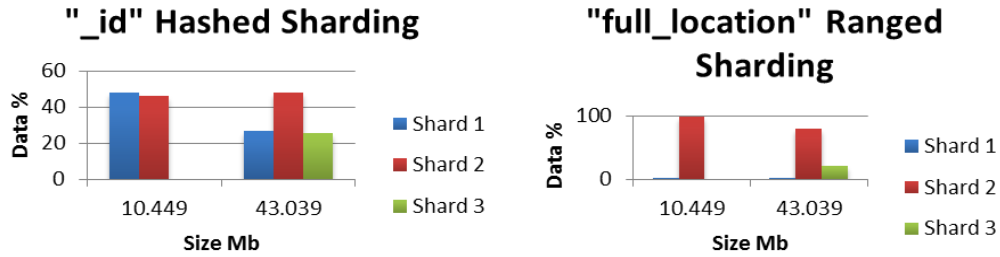 "_id" Hashed Sharding
60
40
20
0
Data %
10.449 43.039
Size Mb
Shard 1
Shard 2
Shard 3
"full_location" Ranged
Sharding
100
0
Data %
10.449 43.039
Size Mb
Shard 1
Shard 2
Shard 3